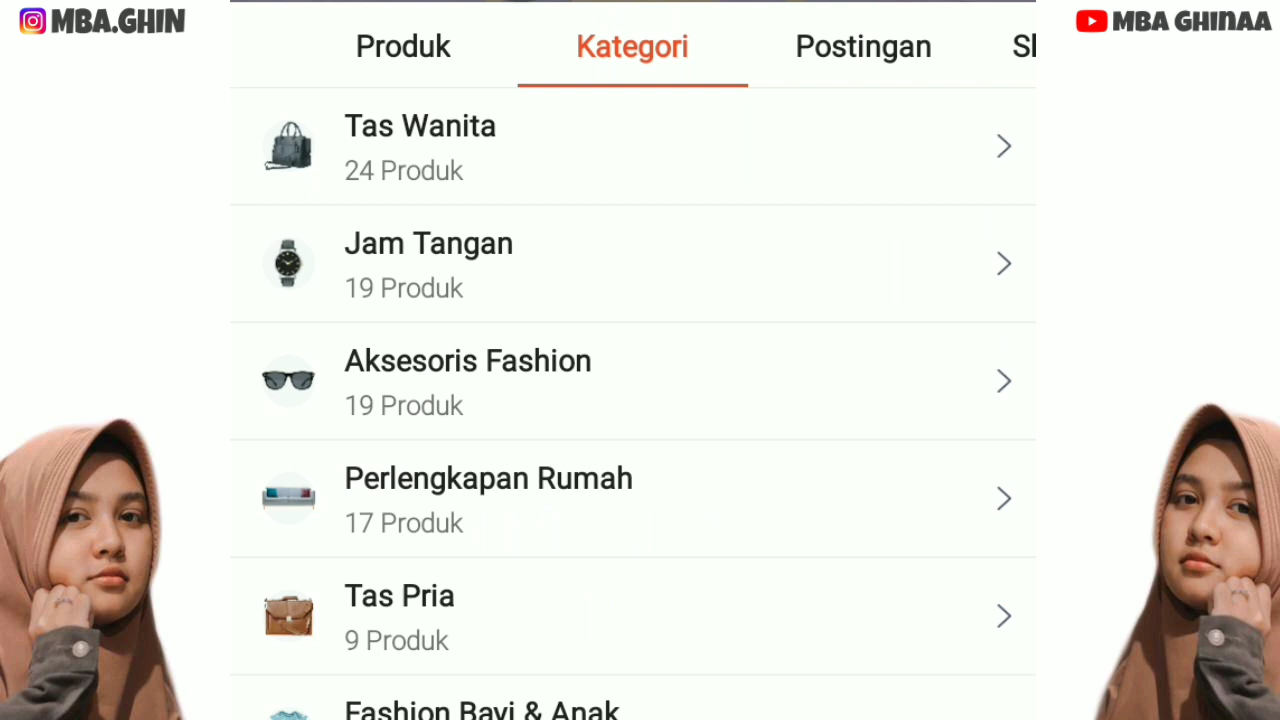 MBA.GHIN
MBA GHINAA
Produk
Kategori
Postingan
Tas Wanita
24 Produk
Jam Tangan
19 Produk
Aksesoris Fashion
19 Produk
Perlengkapan Rumah
17 Produk
Tas Pria
9 Produk
Fashion Bayi & Anak